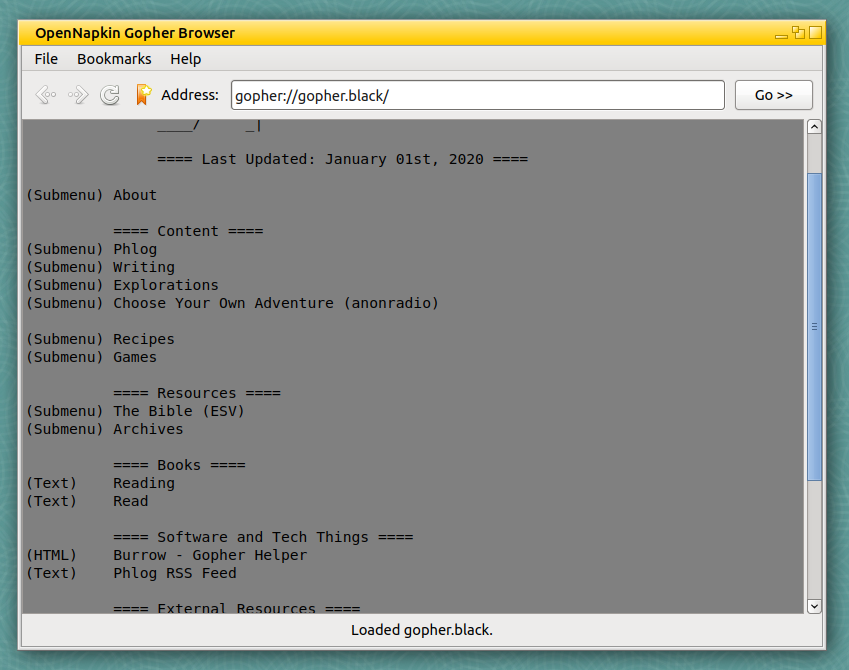 OpenNapkin Gopher Browser
File Bookmarks Help
Address: gopher://gopher.black/ Go >>
____/ _|
==== Last Updated: January 01st, 2020 ====
(Submenu) About
==== Content ====
(Submenu) Phlog
(Submenu) Writing
(Submenu) Explorations
(Submenu) Choose Your Own Adventure (anonradio)
(Submenu) Recipes
(Submenu) Games
==== Resources ====
(Submenu) The Bible (ESV)
(Submenu) Archives
==== Books ====
(Text) Reading
(Text) Read
==== Software and Tech Things ====
(HTML) Burrow - Gopher Helper
(Text) Phlog RSS Feed
==== External Resources ====
Loaded gopher.black.